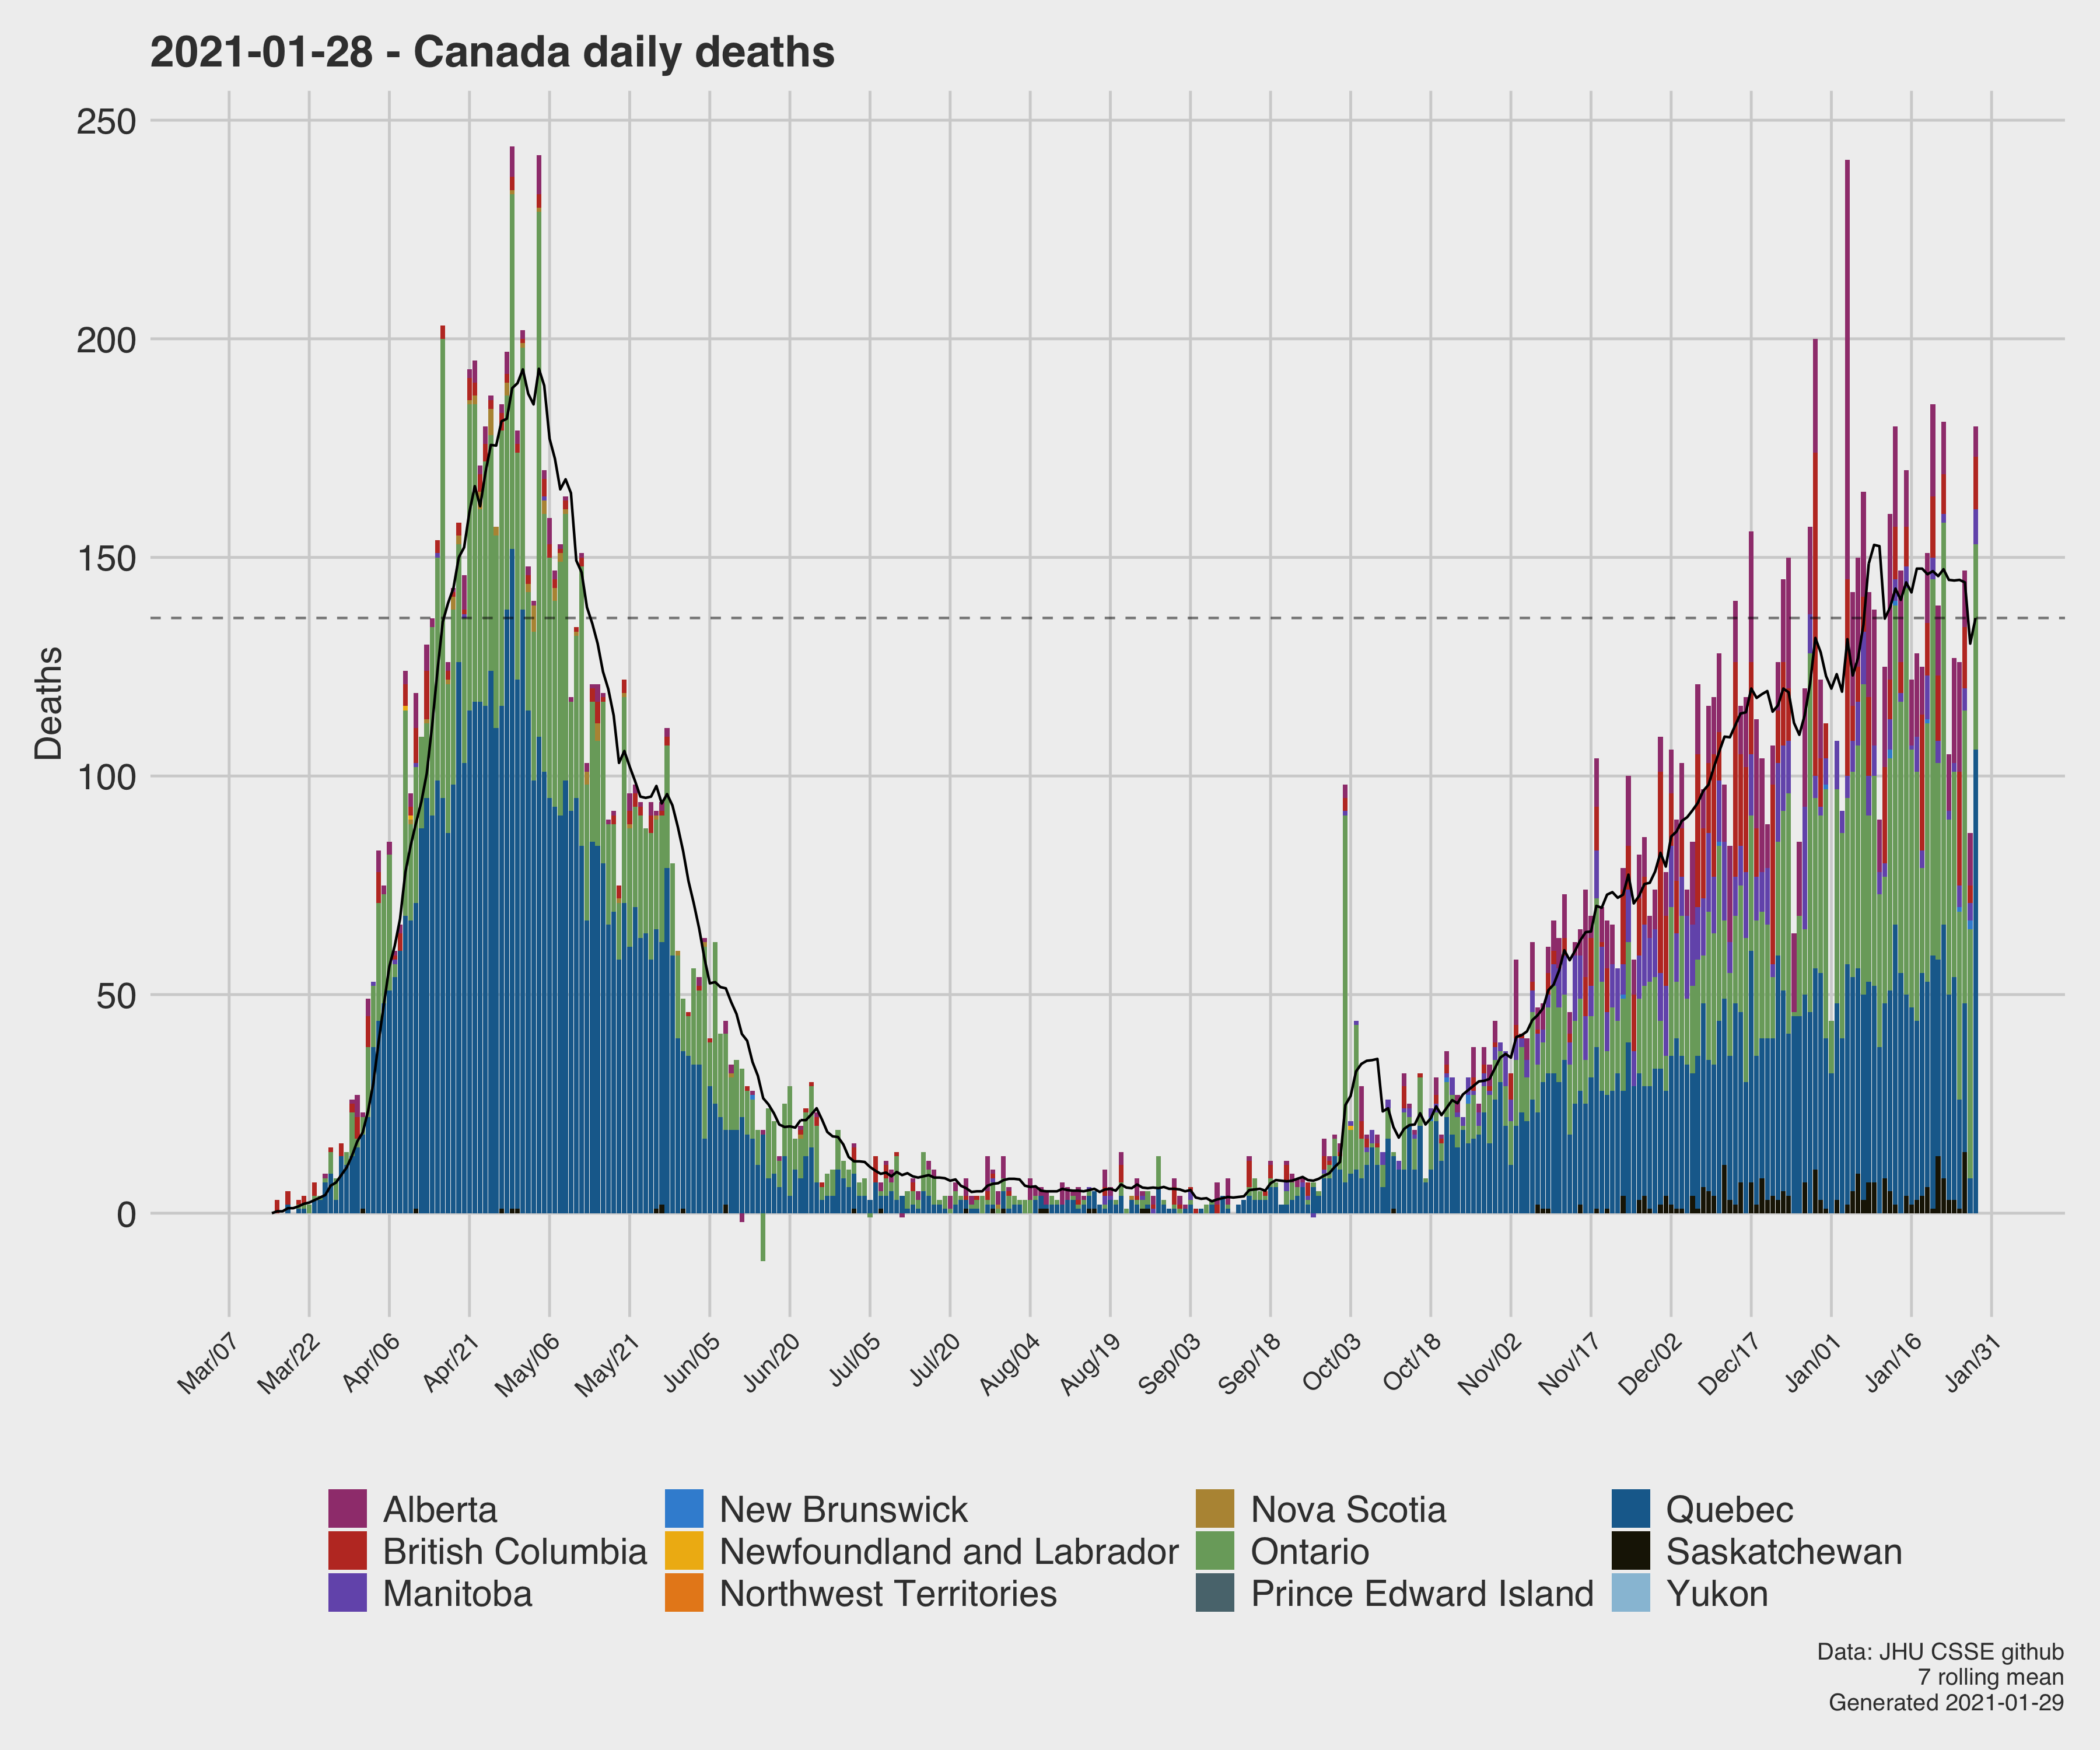 2021-01-28 - Canada daily deaths
250
200
150
100
50
0
Deaths
Mar/07
Mar/22
Apr/06
Apr/21
May/06
May/21
Jun/05
Jun/20
Jul/05
Jul/20
Aug/04
Aug/19
Sep/03
Sep/18
Oct/03
Oct/18
Nov/02
Nov/17
Dec/02
Dec/17
Jan/01
Jan/16
Jan/31
Alberta
New Brunswick
Nova Scotia
Quebec
British Columbia
Newfoundland and Labrador
Ontario
Saskatchewan
Manitoba
Northwest Territories
Prince Edward Island
Yukon
Data: JHU CSSE github
7 rolling mean
Generated 2021-01-29